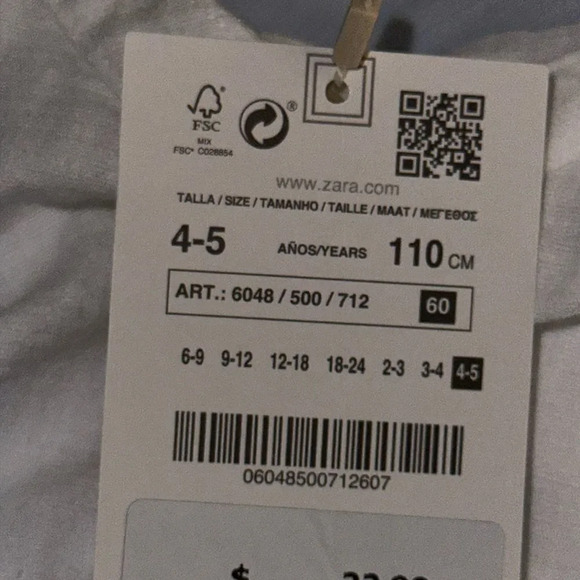 FSC®
MIX
FSC® C028854
®
www.zara.com
TALLA / SIZE / TAMANHO / TAILLE / MAAT / ΜΕΓΕΘΟΣ
4-5 AÑOS/YEARS 110 CM
ART.: 6048 / 500 / 712 60
6-9 9-12 12-18 18-24 2-3 3-4 4-5
06048500712607
$